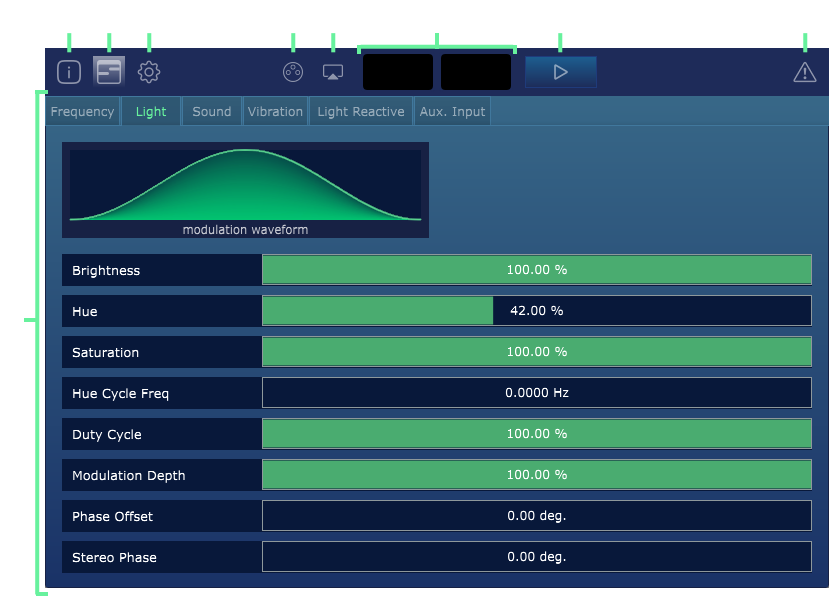 Frequency Light Sound Vibration Light Reactive Aux. Input
modulation waveform
Brightness 100.00 %
Hue 42.00 %
Saturation 100.00 %
Hue Cycle Freq 0.0000 Hz
Duty Cycle 100.00 %
Modulation Depth 100.00 %
Phase Offset 0.00 deg.
Stereo Phase 0.00 deg.